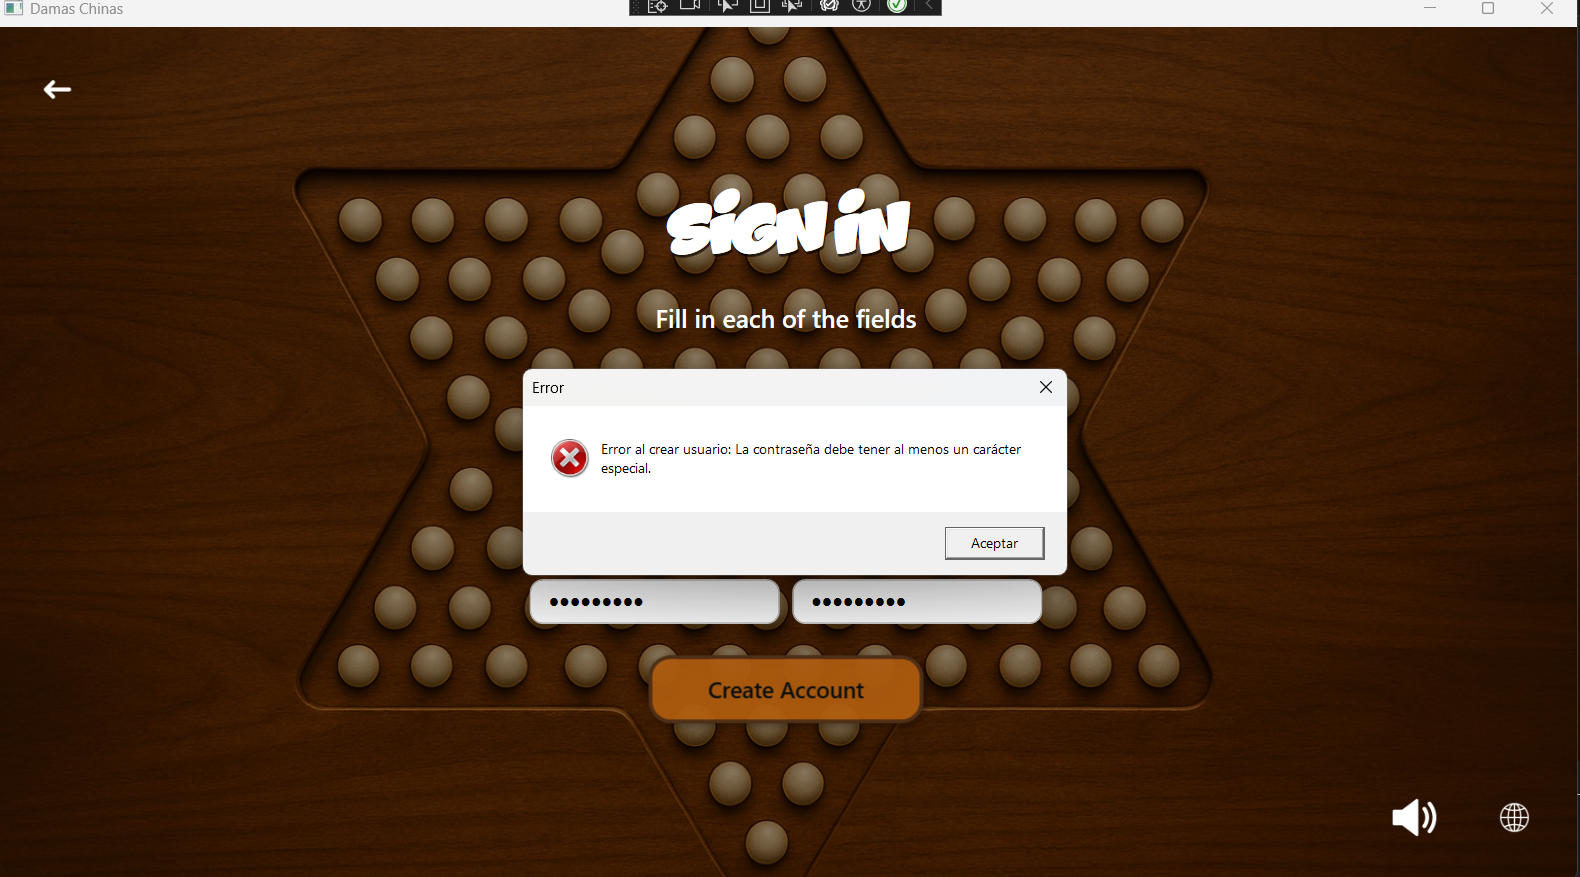 Damas Chinas
SIGN IN
Fill in each of the fields
Error
Error al crear usuario: La contraseña debe tener al menos un carácter
especial.
Aceptar
●●●●●●●●● ●●●●●●●●●
Create Account